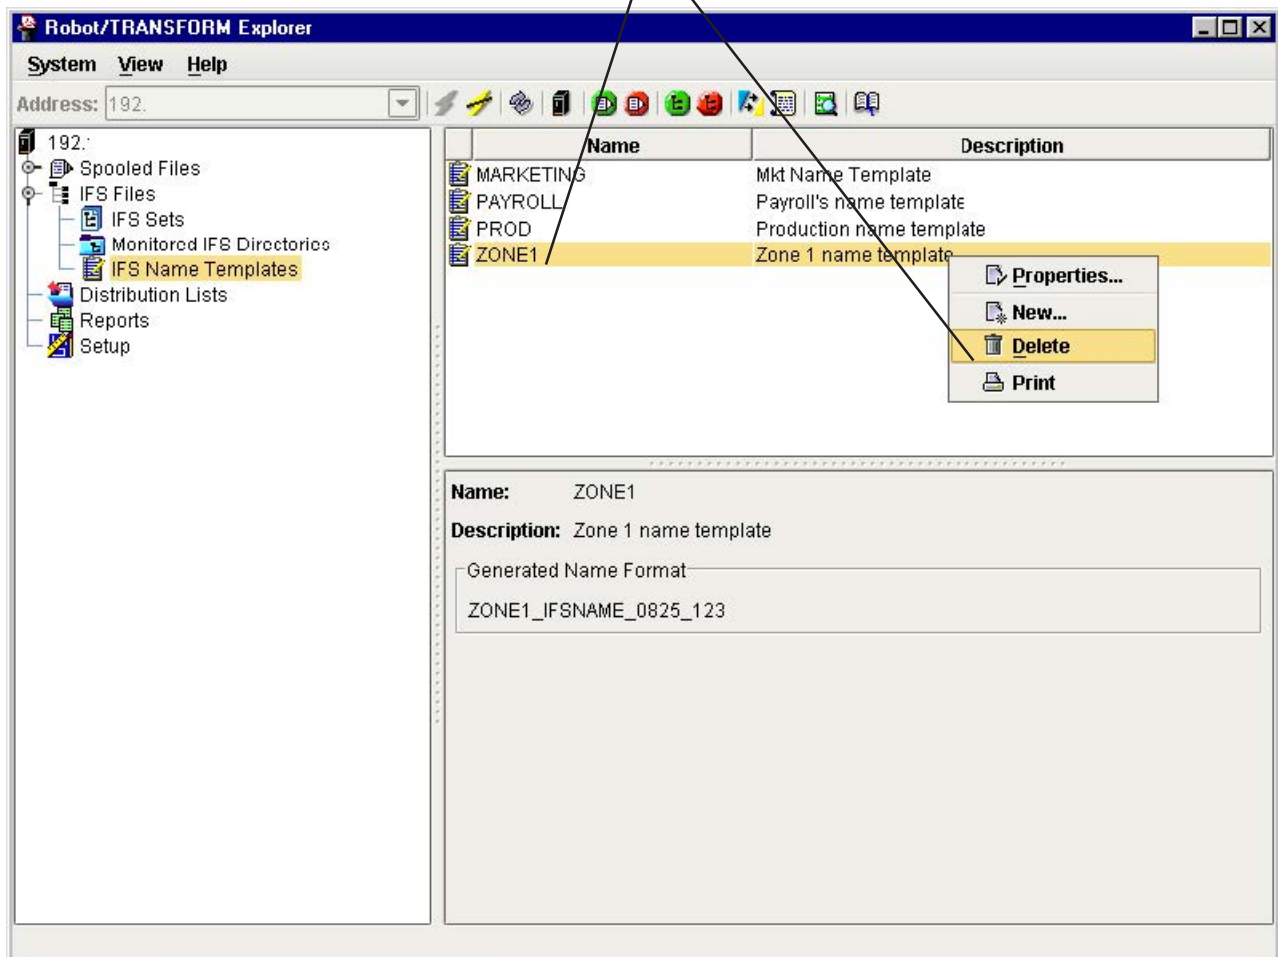 Robot/TRANSFORM Explorer
System View Help
Address: 192.
192.
Spooled Files
IFS Files
IFS Sets
Monitored IFS Directories
IFS Name Templates
Distribution Lists
Reports
Setup
Name Description
MARKETING Mkt Name Template
PAYROLL Payroll's name template
PROD Production name template
ZONE1 Zone 1 name template
Properties...
New...
Delete
Print
Name: ZONE1
Description: Zone 1 name template
Generated Name Format
ZONE1_IFSNAME_0825_123